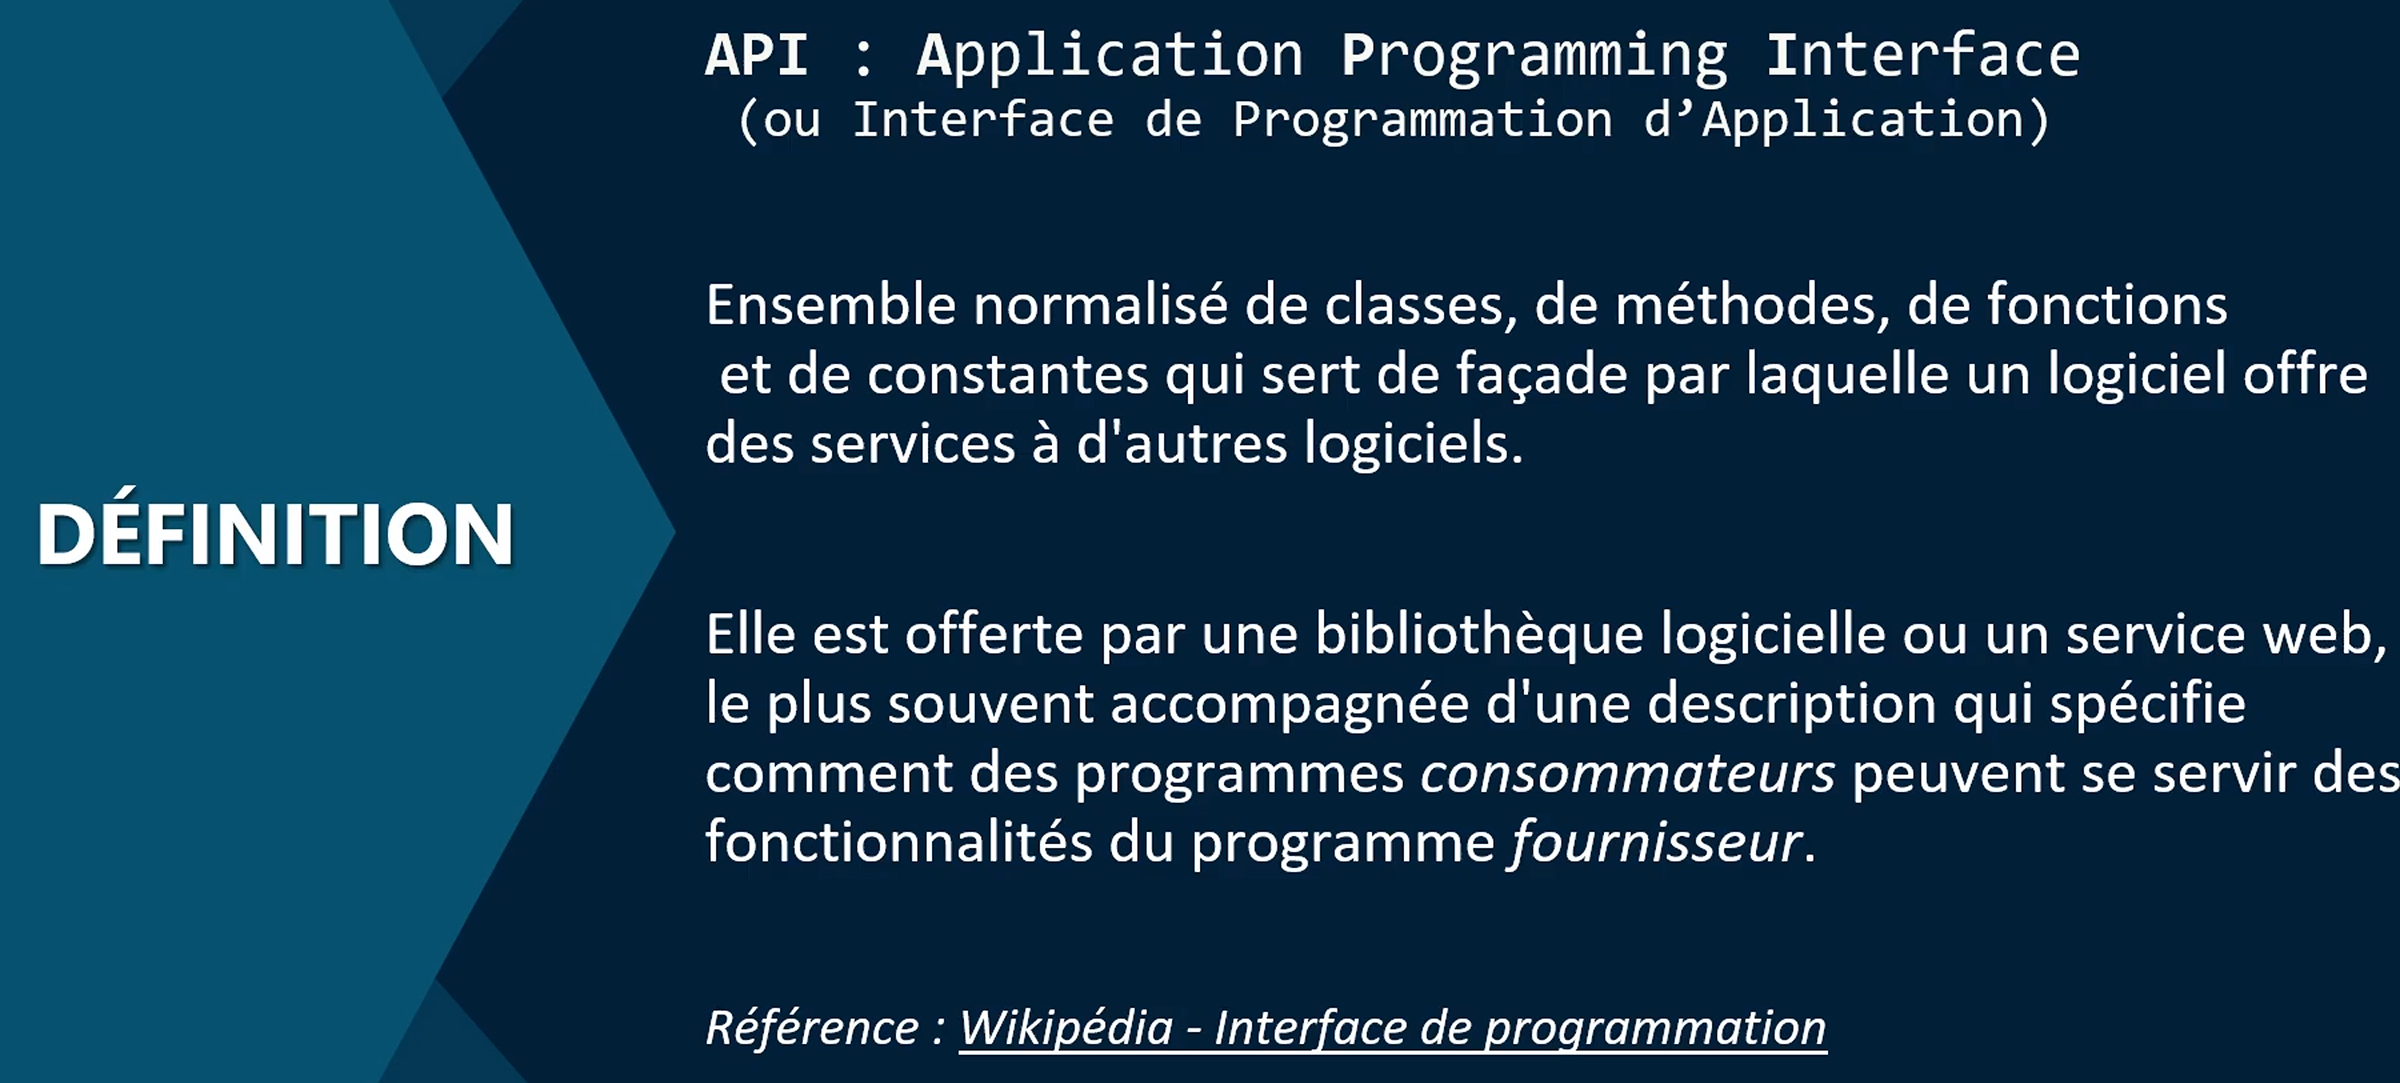 API : Application Programming Interface
(ou Interface de Programmation d’Application)
Ensemble normalisé de classes, de méthodes, de fonctions
et de constantes qui sert de façade par laquelle un logiciel offre
des services à d'autres logiciels.
DÉFINITION
Elle est offerte par une bibliothèque logicielle ou un service web,
le plus souvent accompagnée d'une description qui spécifie
comment des programmes consommateurs peuvent se servir des
fonctionnalités du programme fournisseur.
Référence : Wikipédia - Interface de programmation